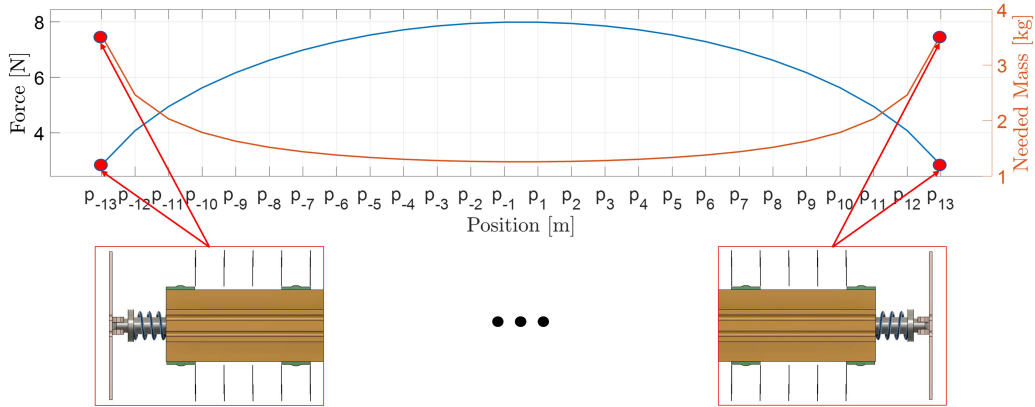 4
8
6
4
Force [N]
4
3
2
1
Needed Mass [kg]
p-13 p-12 p-11 p-10 p-9 p-8 p-7 p-6 p-5 p-4 p-3 p-2 p-1 p1 p2 p3 p4 p5 p6 p7 p8 p9 p10 p11 p12 p13
Position [m]